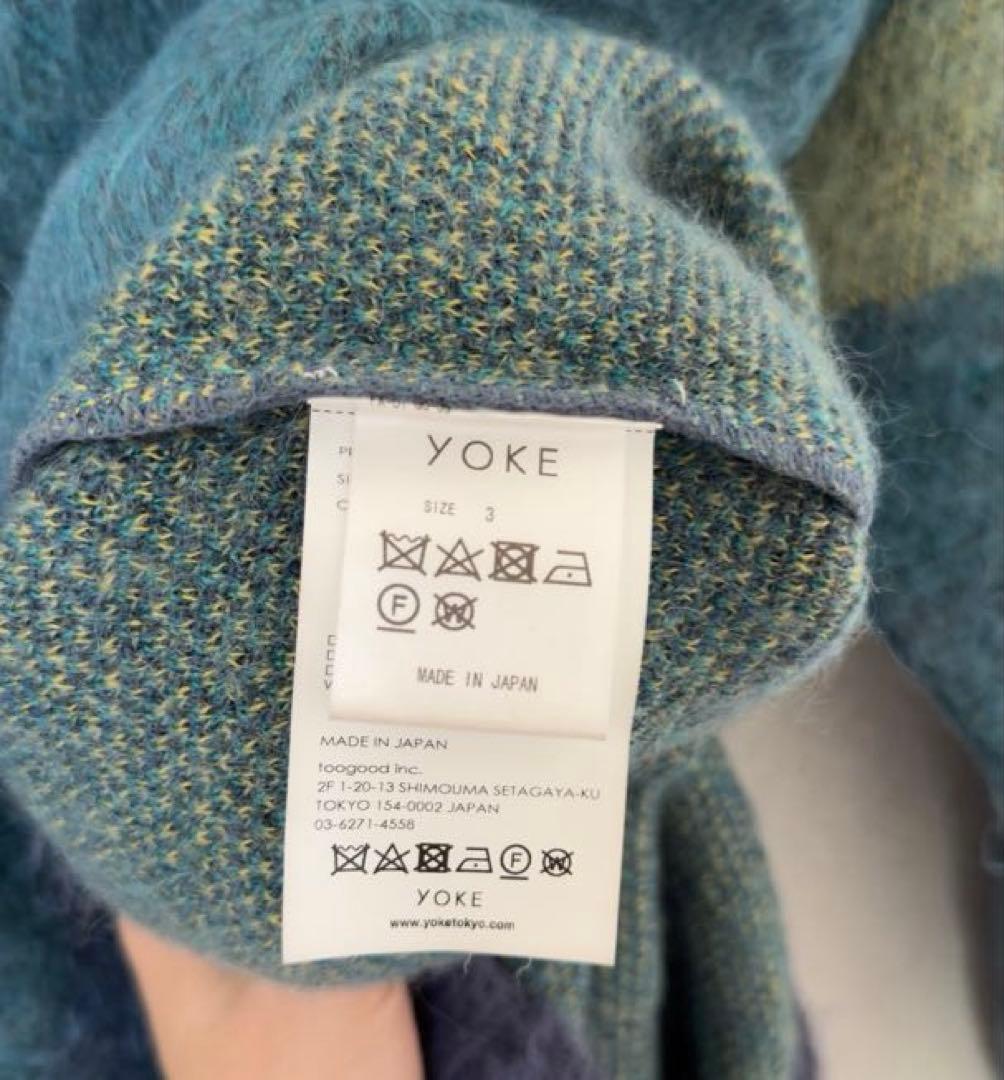 YOKE
SIZE 3
F
W
MADE IN JAPAN
MADE IN JAPAN
toogood inc.
2F 1-20-13 SHIMOUMA SETAGAYA-KU
TOKYO 154-0002 JAPAN
03-6271-4558
F W
YOKE
www.yoketokyo.com